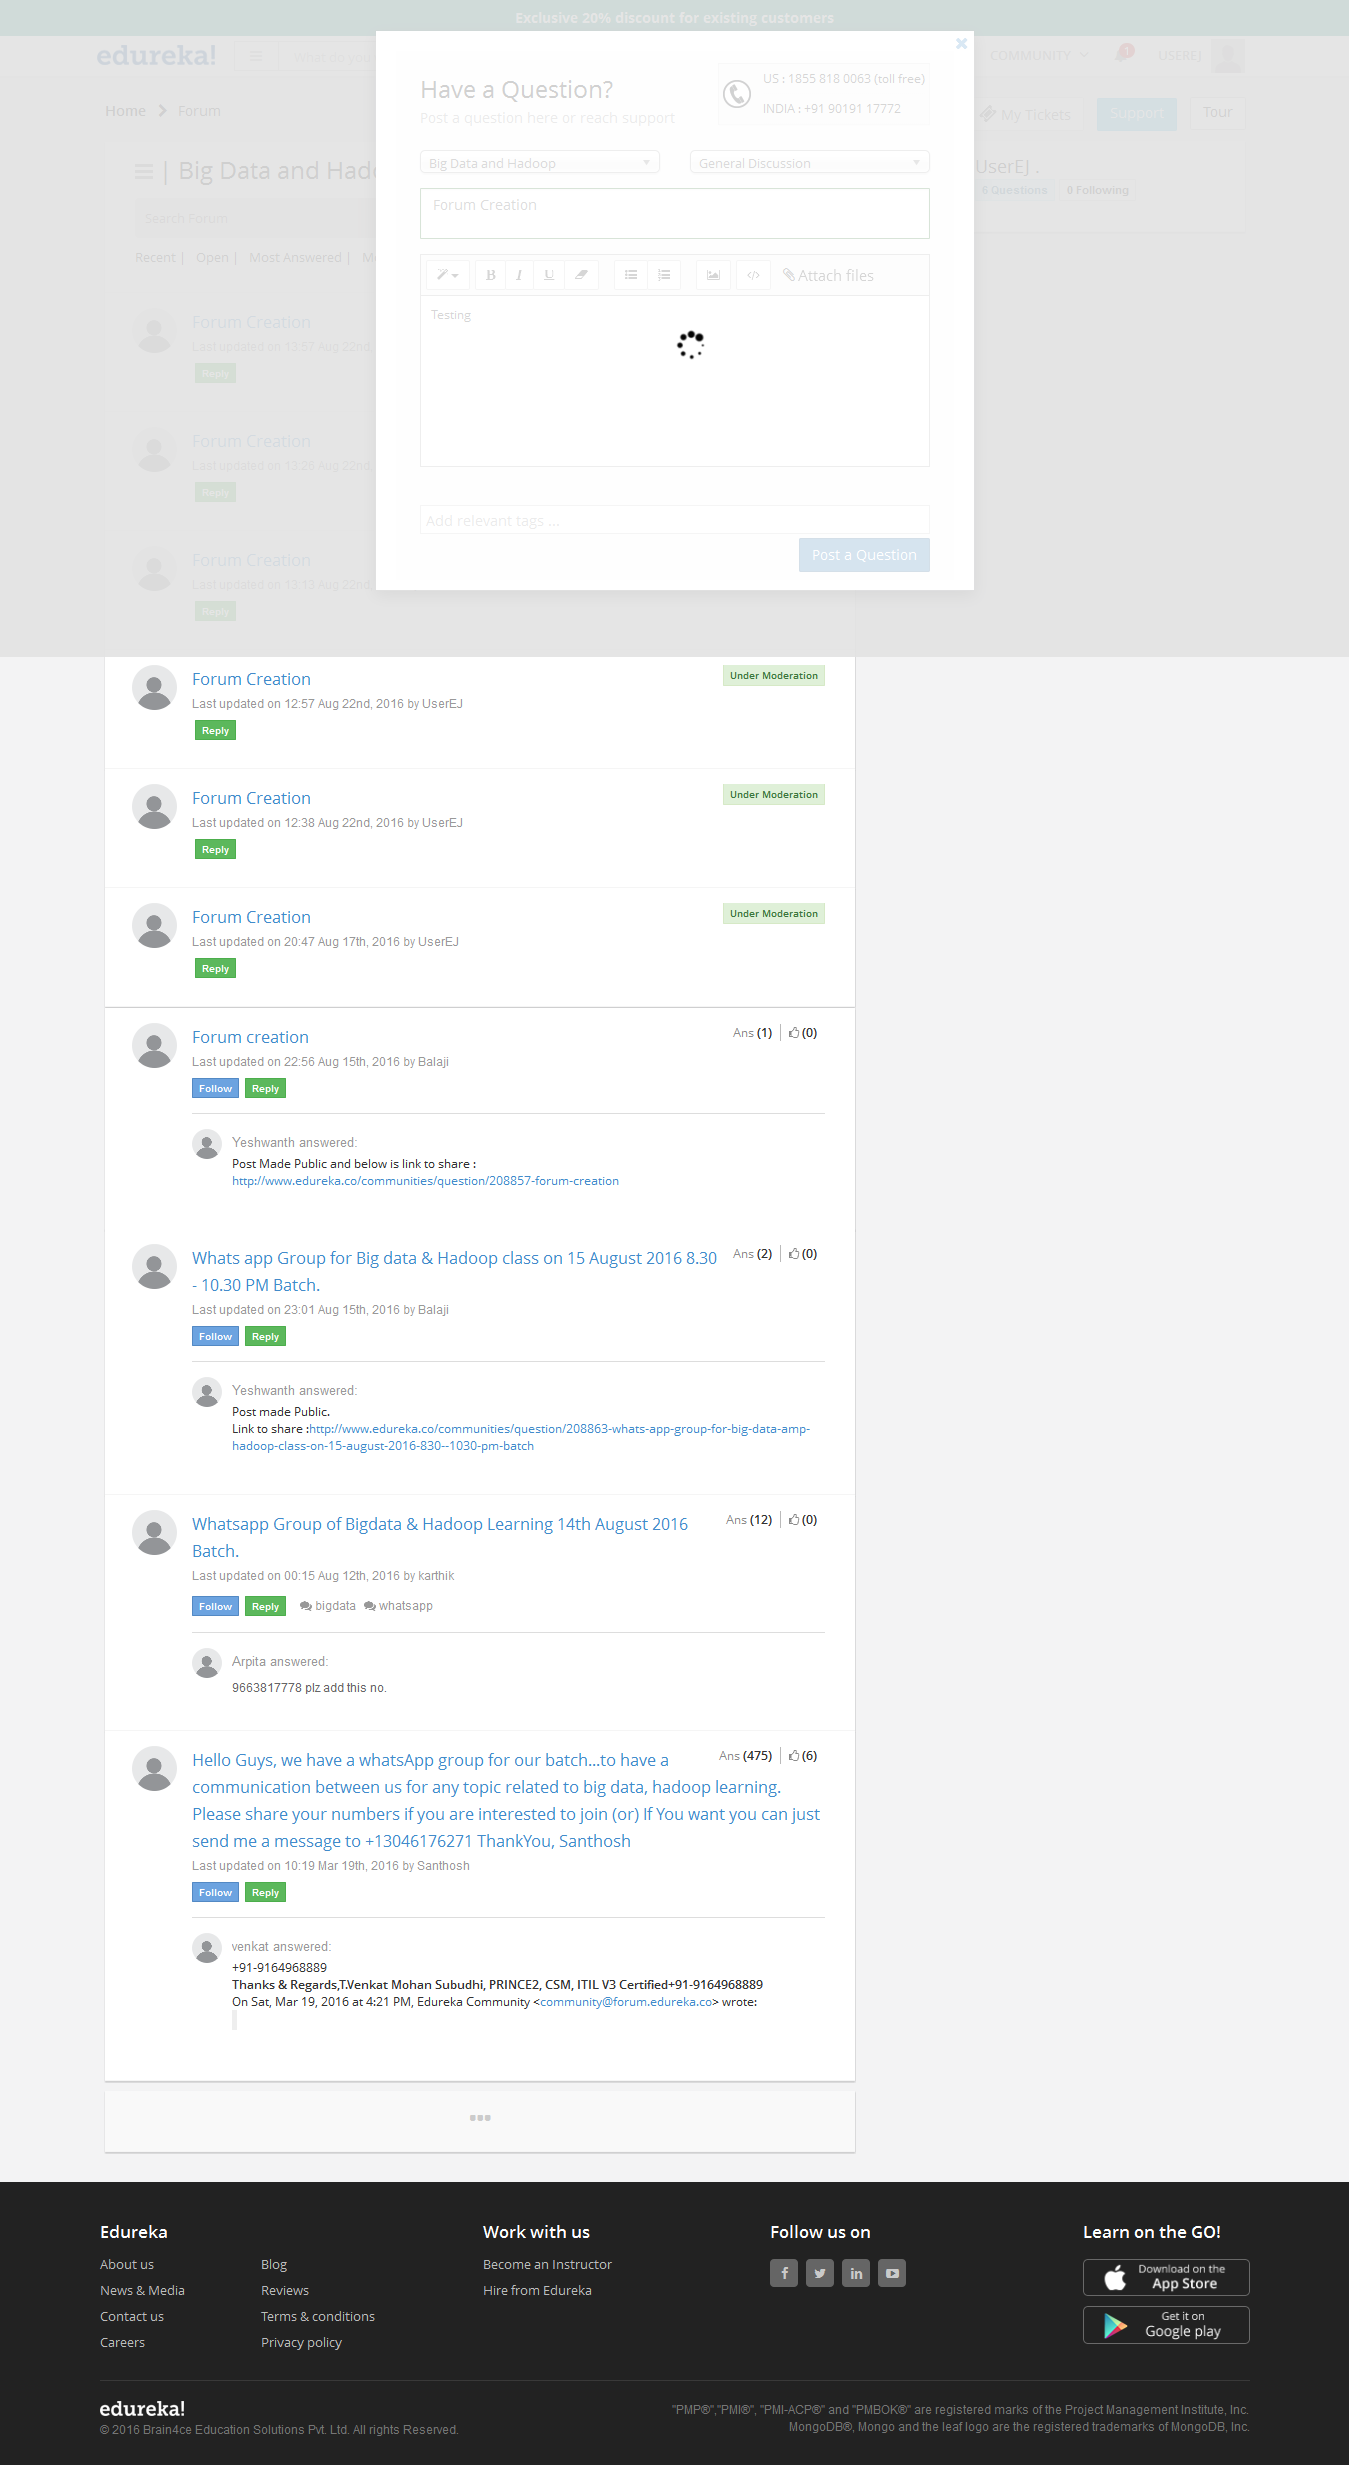 Exclusive 20% discount for existing customers
edureka!
What do you
COMMUNITY
1
USEREJ
Home > Forum
My Tickets
Support
Tour
| Big Data and Hado
Search Forum
Recent | Open | Most Answered | Mo
UserEJ .
6 Questions
0 Following
Have a Question?
Post a question here or reach support
US : 1855 818 0063 (toll free)
INDIA : +91 90191 17772
Big Data and Hadoop
General Discussion
Forum Creation
B I U
Attach files
Testing
Add relevant tags ...
Post a Question
Forum Creation
Last updated on 13:57 Aug 22nd,
Reply
Forum Creation
Last updated on 13:26 Aug 22nd,
Reply
Forum Creation
Last updated on 13:13 Aug 22nd,
Reply
Forum Creation
Under Moderation
Last updated on 12:57 Aug 22nd, 2016 by UserEJ
Reply
Forum Creation
Under Moderation
Last updated on 12:38 Aug 22nd, 2016 by UserEJ
Reply
Forum Creation
Under Moderation
Last updated on 20:47 Aug 17th, 2016 by UserEJ
Reply
Forum creation
Ans (1) | (0)
Last updated on 22:56 Aug 15th, 2016 by Balaji
Follow Reply
Yeshwanth answered:
Post Made Public and below is link to share :
http://www.edureka.co/communities/question/208857-forum-creation
Whats app Group for Big data & Hadoop class on 15 August 2016 8.30
- 10.30 PM Batch.
Ans (2) | (0)
Last updated on 23:01 Aug 15th, 2016 by Balaji
Follow Reply
Yeshwanth answered:
Post made Public.
Link to share :http://www.edureka.co/communities/question/208863-whats-app-group-for-big-data-amp-
hadoop-class-on-15-august-2016-830--1030-pm-batch
Whatsapp Group of Bigdata & Hadoop Learning 14th August 2016
Batch.
Ans (12) | (0)
Last updated on 00:15 Aug 12th, 2016 by karthik
Follow Reply bigdata whatsapp
Arpita answered:
9663817778 plz add this no.
Hello Guys, we have a whatsApp group for our batch...to have a
communication between us for any topic related to big data, hadoop learning.
Please share your numbers if you are interested to join (or) If You want you can just
send me a message to +13046176271 ThankYou, Santhosh
Ans (475) | (6)
Last updated on 10:19 Mar 19th, 2016 by Santhosh
Follow Reply
venkat answered:
+91-9164968889
Thanks & Regards,T.Venkat Mohan Subudhi, PRINCE2, CSM, ITIL V3 Certified+91-9164968889
On Sat, Mar 19, 2016 at 4:21 PM, Edureka Community <community@forum.edureka.co> wrote:
Edureka
About us
News & Media
Contact us
Careers
Blog
Reviews
Terms & conditions
Privacy policy
Work with us
Become an Instructor
Hire from Edureka
Follow us on
Learn on the GO!
Download on the
App Store
Get it on
Google play
edureka!
© 2016 Brain4ce Education Solutions Pvt. Ltd. All rights Reserved.
"PMP®","PMI®", "PMI-ACP®" and "PMBOK®" are registered marks of the Project Management Institute, Inc.
MongoDB®, Mongo and the leaf logo are the registered trademarks of MongoDB, Inc.